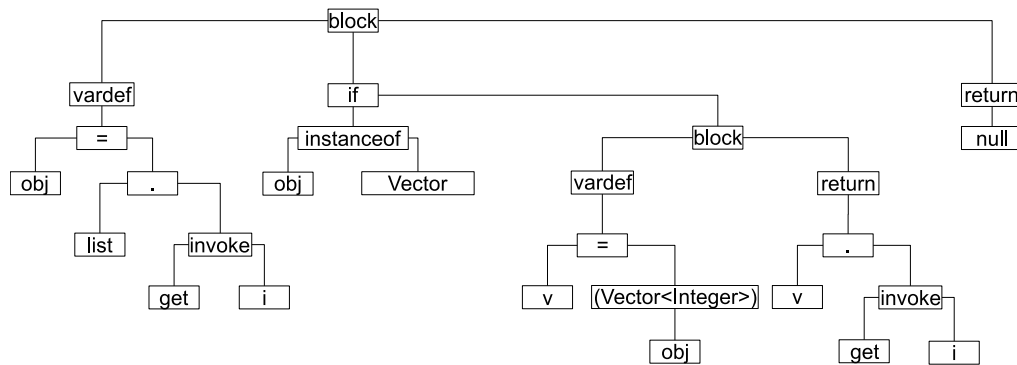 block
vardef
if
return
=
instanceof
block
null
obj
.
obj
Vector
vardef
return
list
invoke
=
.
get
i
v
(Vector<Integer>)
v
invoke
obj
get
i